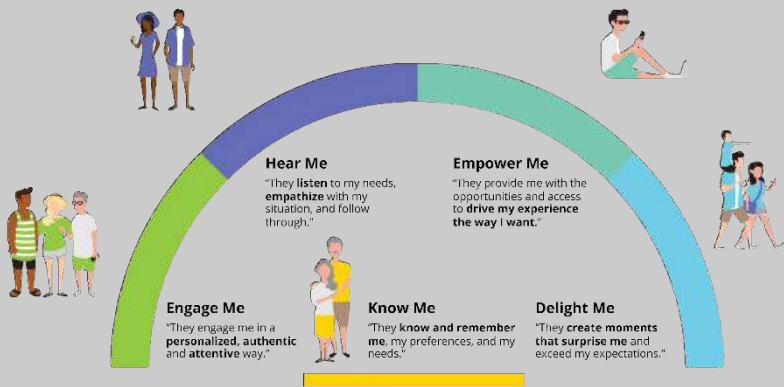 Hear Me
"They listen to my needs,
empathize with my
situation, and follow
through."
Empower Me
"They provide me with the
opportunities and access
to drive my experience
the way I want."
Engage Me
"They engage me in a
personalized, authentic
and attentive way."
Know Me
"They know and remember
me, my preferences, and my
needs."
Delight Me
"They create moments
that surprise me and
exceed my expectations."